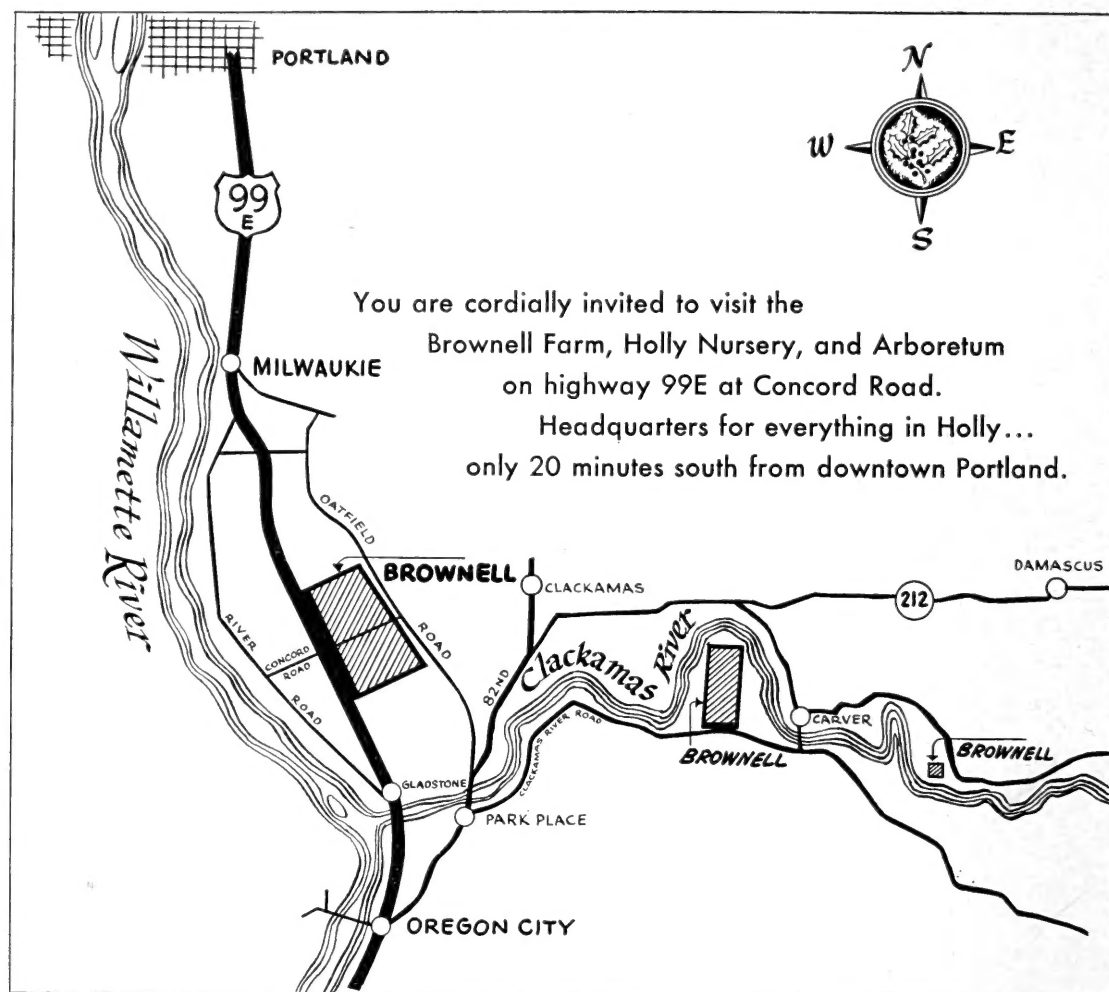 PORTLAND
N
W
E
S
99
E
You are cordially invited to visit the
Brownell Farm, Holly Nursery, and Arboretum
on highway 99E at Concord Road.
Headquarters for everything in Holly...
only 20 minutes south from downtown Portland.
MILWAUKIE
Willamette River
OATFIELD
ROAD
BROWNELL
CLACKAMAS
DAMASCUS
212
RIVER
ROAD
CONCORD
ROAD
82ND
Clackamas
River
CLACKAMAS RIVER ROAD
CARVER
BROWNELL
BROWNELL
GLADSTONE
PARK PLACE
OREGON CITY